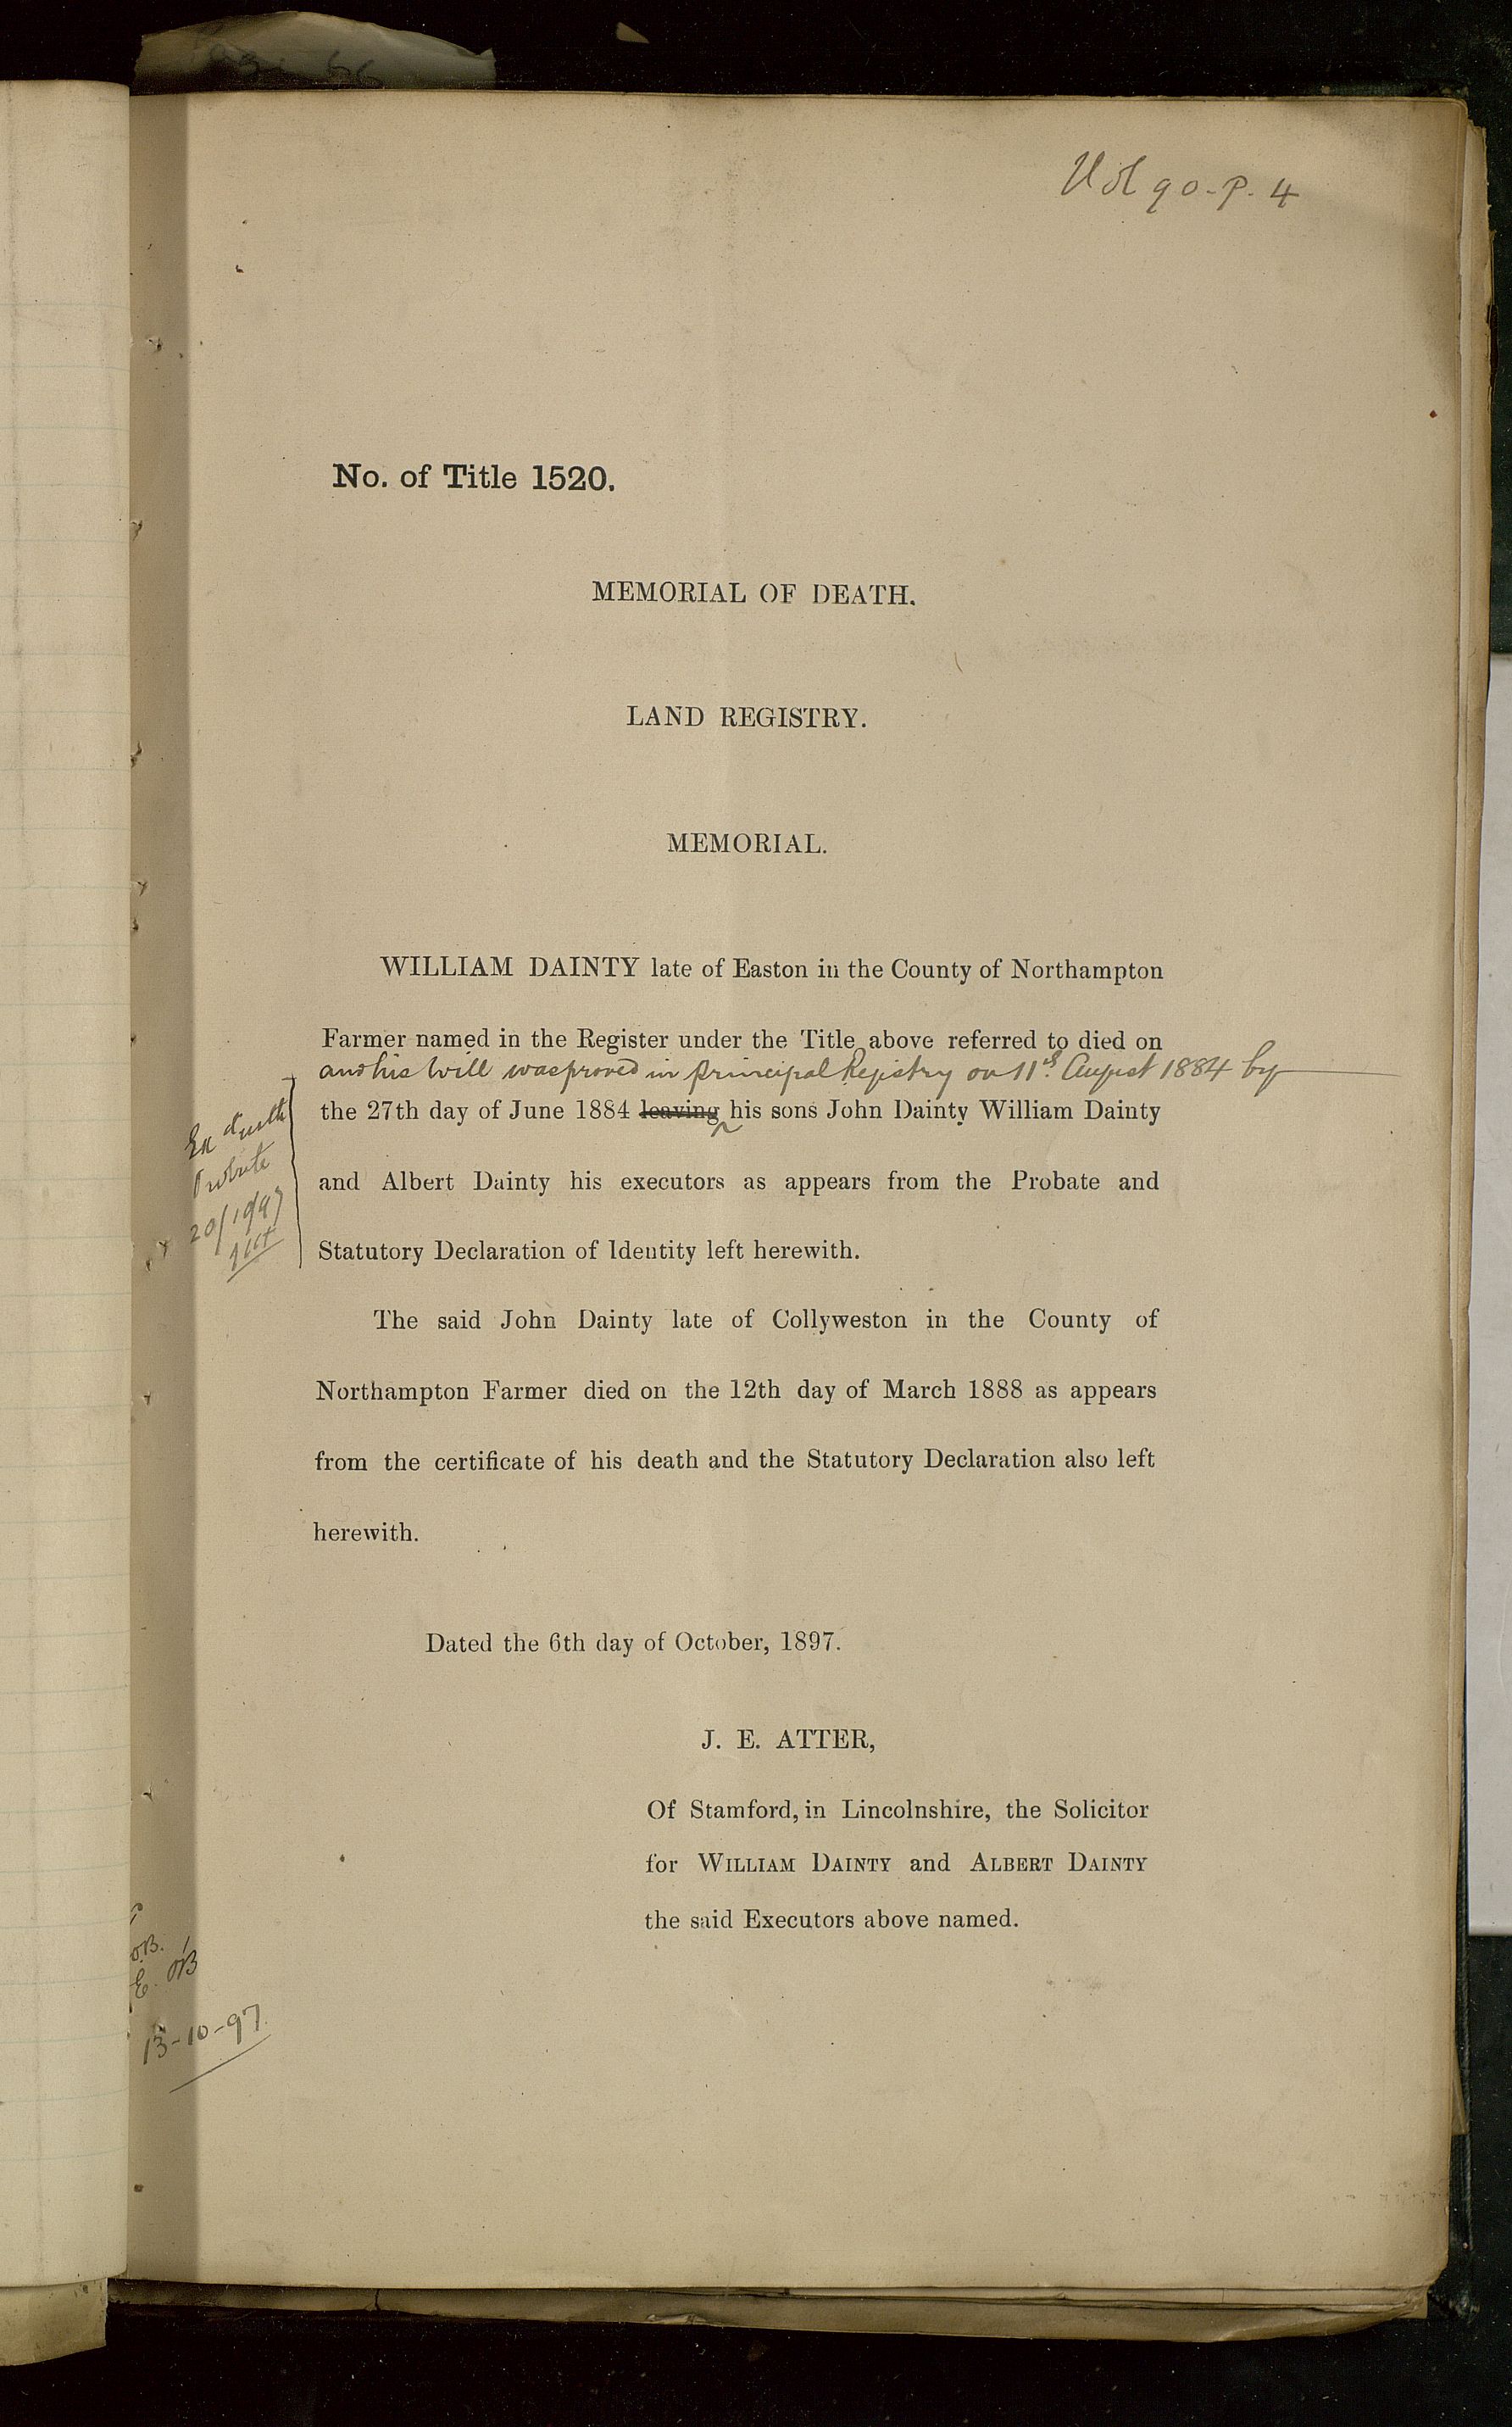 Vol 90-p. 4
No. of Title 1520.
MEMORIAL OF DEATH.
LAND REGISTRY.
MEMORIAL.
WILLIAM DAINTY late of Easton in the County of Northampton
Farmer named in the Register under the Title above referred to died on
and his Will was proved in principal Registry on 11th August 1884 by
the 27th day of June 1884 leaving his sons John Dainty William Dainty
and Albert Dainty his executors as appears from the Probate and
Statutory Declaration of Identity left herewith.
Ex d with
Probate
The said John Dainty late of Collyweston in the County of
Northampton Farmer died on the 12th day of March 1888 as appears
from the certificate of his death and the Statutory Declaration also left
herewith.
Dated the 6th day of October, 1897.
J. E. ATTER,
Of Stamford, in Lincolnshire, the Solicitor
for WILLIAM DAINTY and ALBERT DAINTY
the said Executors above named.
E. O'B
13-10-97.